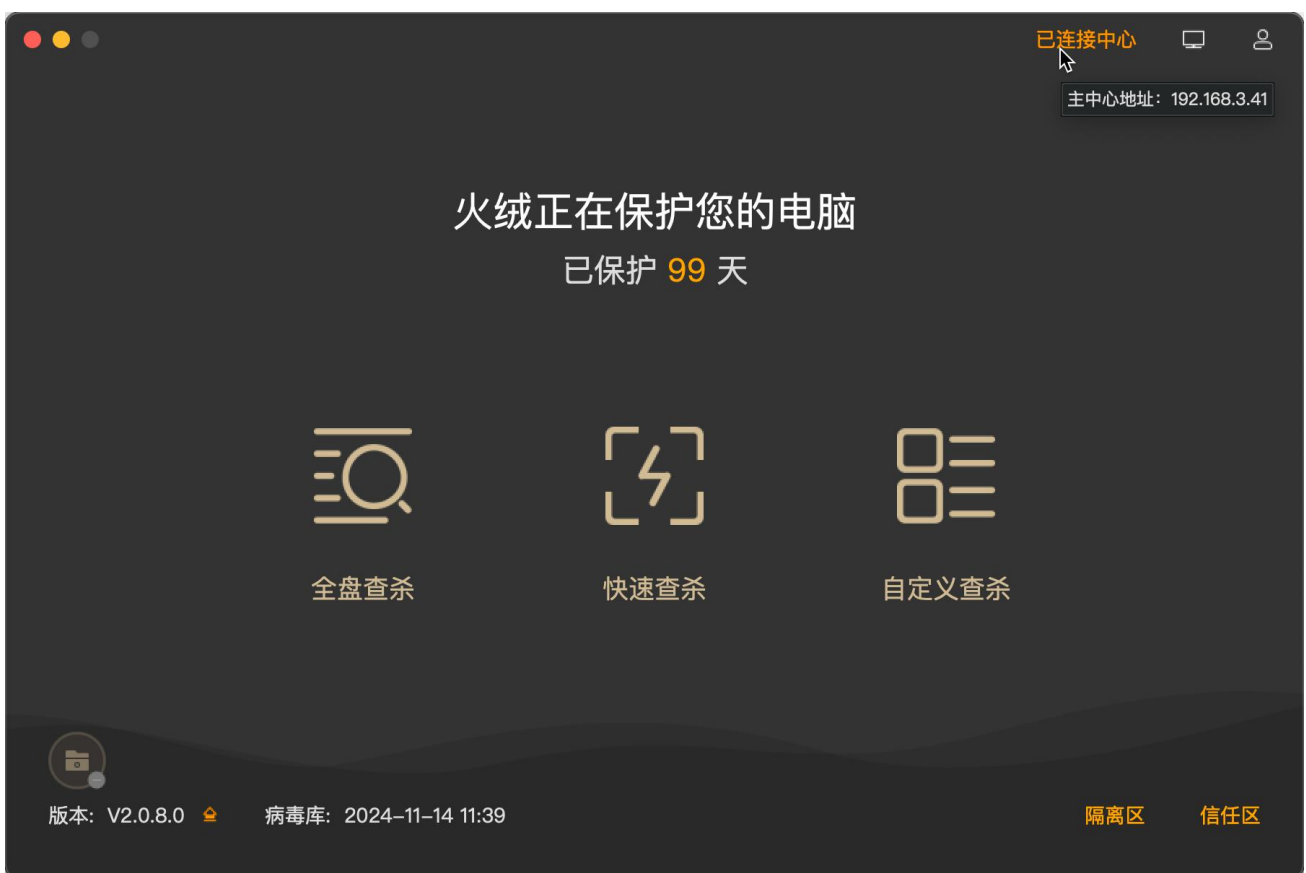 已连接中心
主中心地址：192.168.3.41
火绒正在保护您的电脑
已保护 99 天
全盘查杀
快速查杀
自定义查杀
版本：V2.0.8.0 病毒库：2024-11-14 11:39 隔离区 信任区